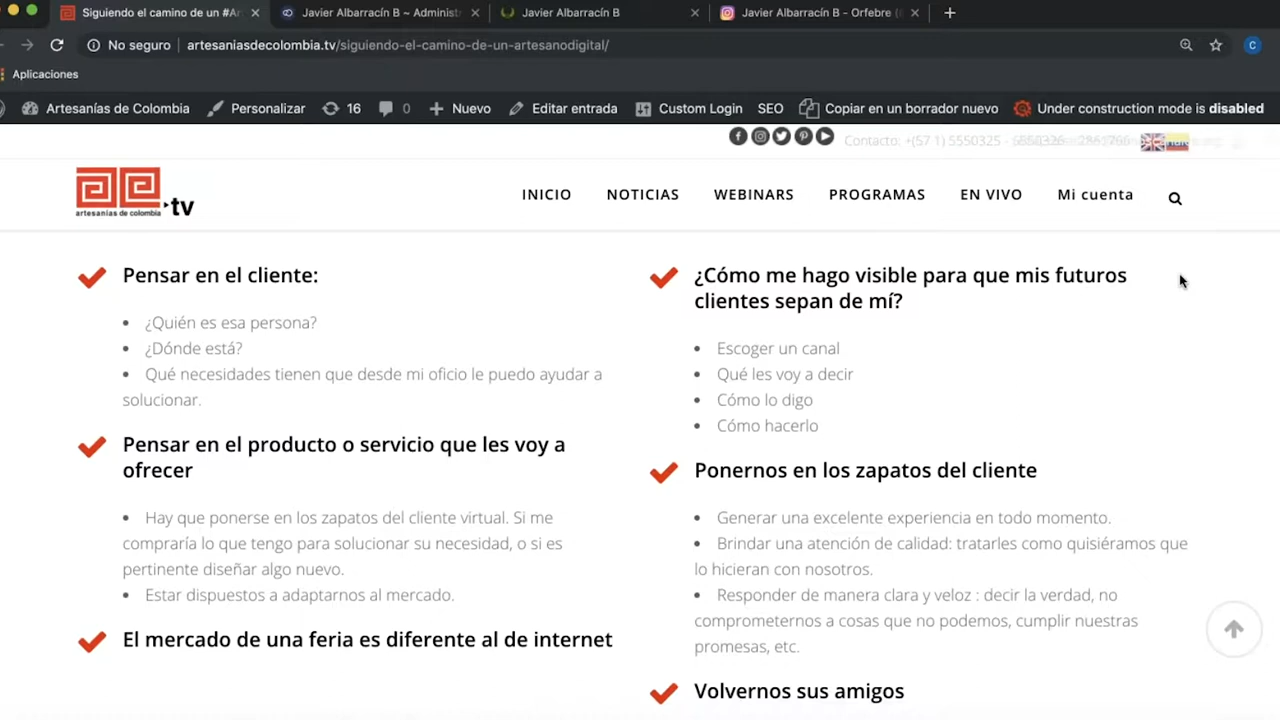 Siguiendo el camino de un #Ar
Javier Albarracín B ~ Administr
Javier Albarracín B
Javier Albarracín B - Orfebre (
No seguro
artesaniasdecolombia.tv/siguiendo-el-camino-de-un-artesanodigital/
C
Aplicaciones
Artesanías de Colombia
Personalizar
16
0
Nuevo
Editar entrada
Custom Login
SEO
Copiar en un borrador nuevo
Under construction mode is disabled
Contacto: +(57 1) 5550325 -
artesanías de colombia
tv
INICIO
NOTICIAS
WEBINARS
PROGRAMAS
EN VIVO
Mi cuenta
Pensar en el cliente:
• ¿Quién es esa persona?
• ¿Dónde está?
• Qué necesidades tienen que desde mi oficio le puedo ayudar a
solucionar.
Pensar en el producto o servicio que les voy a
ofrecer
• Hay que ponerse en los zapatos del cliente virtual. Si me
compraría lo que tengo para solucionar su necesidad, o si es
pertinente diseñar algo nuevo.
• Estar dispuestos a adaptarnos al mercado.
El mercado de una feria es diferente al de internet
¿Cómo me hago visible para que mis futuros
clientes sepan de mí?
• Escoger un canal
• Qué les voy a decir
• Cómo lo digo
• Cómo hacerlo
Ponernos en los zapatos del cliente
• Generar una excelente experiencia en todo momento.
• Brindar una atención de calidad: tratarles como quisiéramos que
lo hicieran con nosotros.
• Responder de manera clara y veloz : decir la verdad, no
comprometernos a cosas que no podemos, cumplir nuestras
promesas, etc.
Volvernos sus amigos